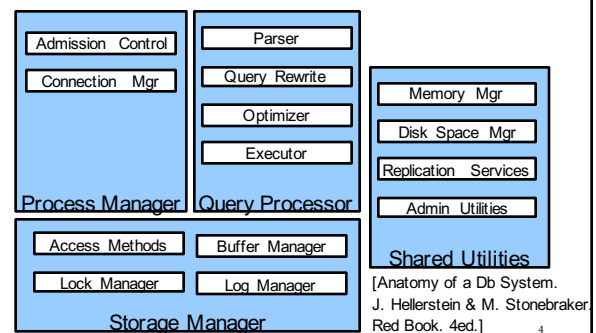 Admission Control
Connection Mgr
Process Manager
Parser
Query Rewrite
Optimizer
Executor
Query Processor
Access Methods
Buffer Manager
Lock Manager
Log Manager
Storage Manager
Memory Mgr
Disk Space Mgr
Replication Services
Admin Utilities
Shared Utilities
[Anatomy of a Db System.
J. Hellerstein & M. Stonebraker.
Red Book. 4ed.]
4